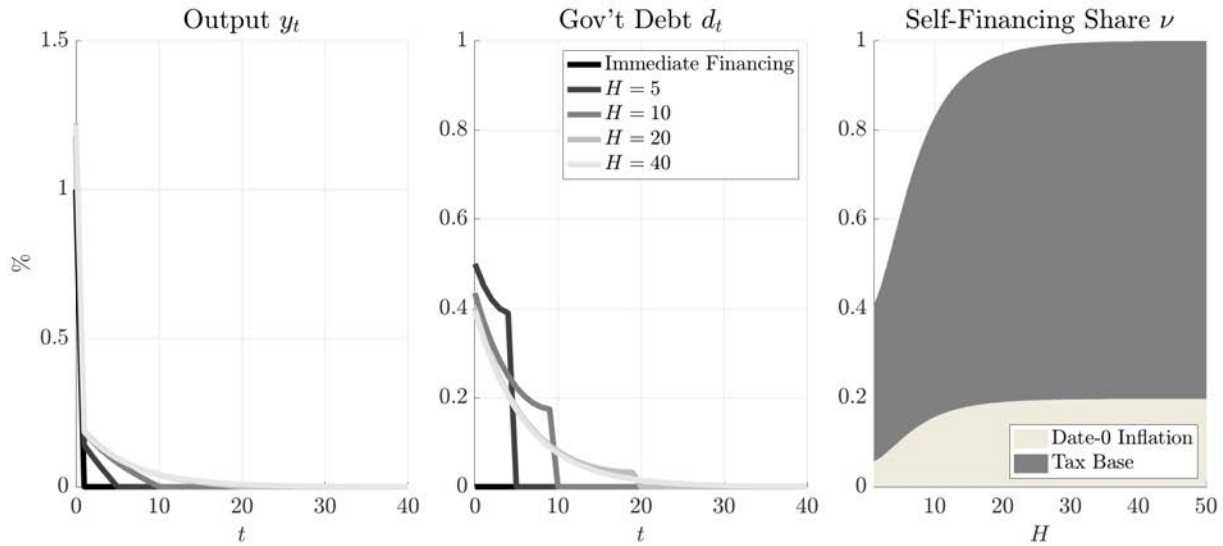 Output $y_t$
1.5
1
0.5
0
%
0 10 20 30 40
t
Gov't Debt $d_t$
1
0.8
0.6
0.4
0.2
0
Immediate Financing
H = 5
H = 10
H = 20
H = 40
0 10 20 30 40
t
Self-Financing Share ν
1
0.8
0.6
0.4
0.2
0
Date-0 Inflation
Tax Base
10 20 30 40 50
H